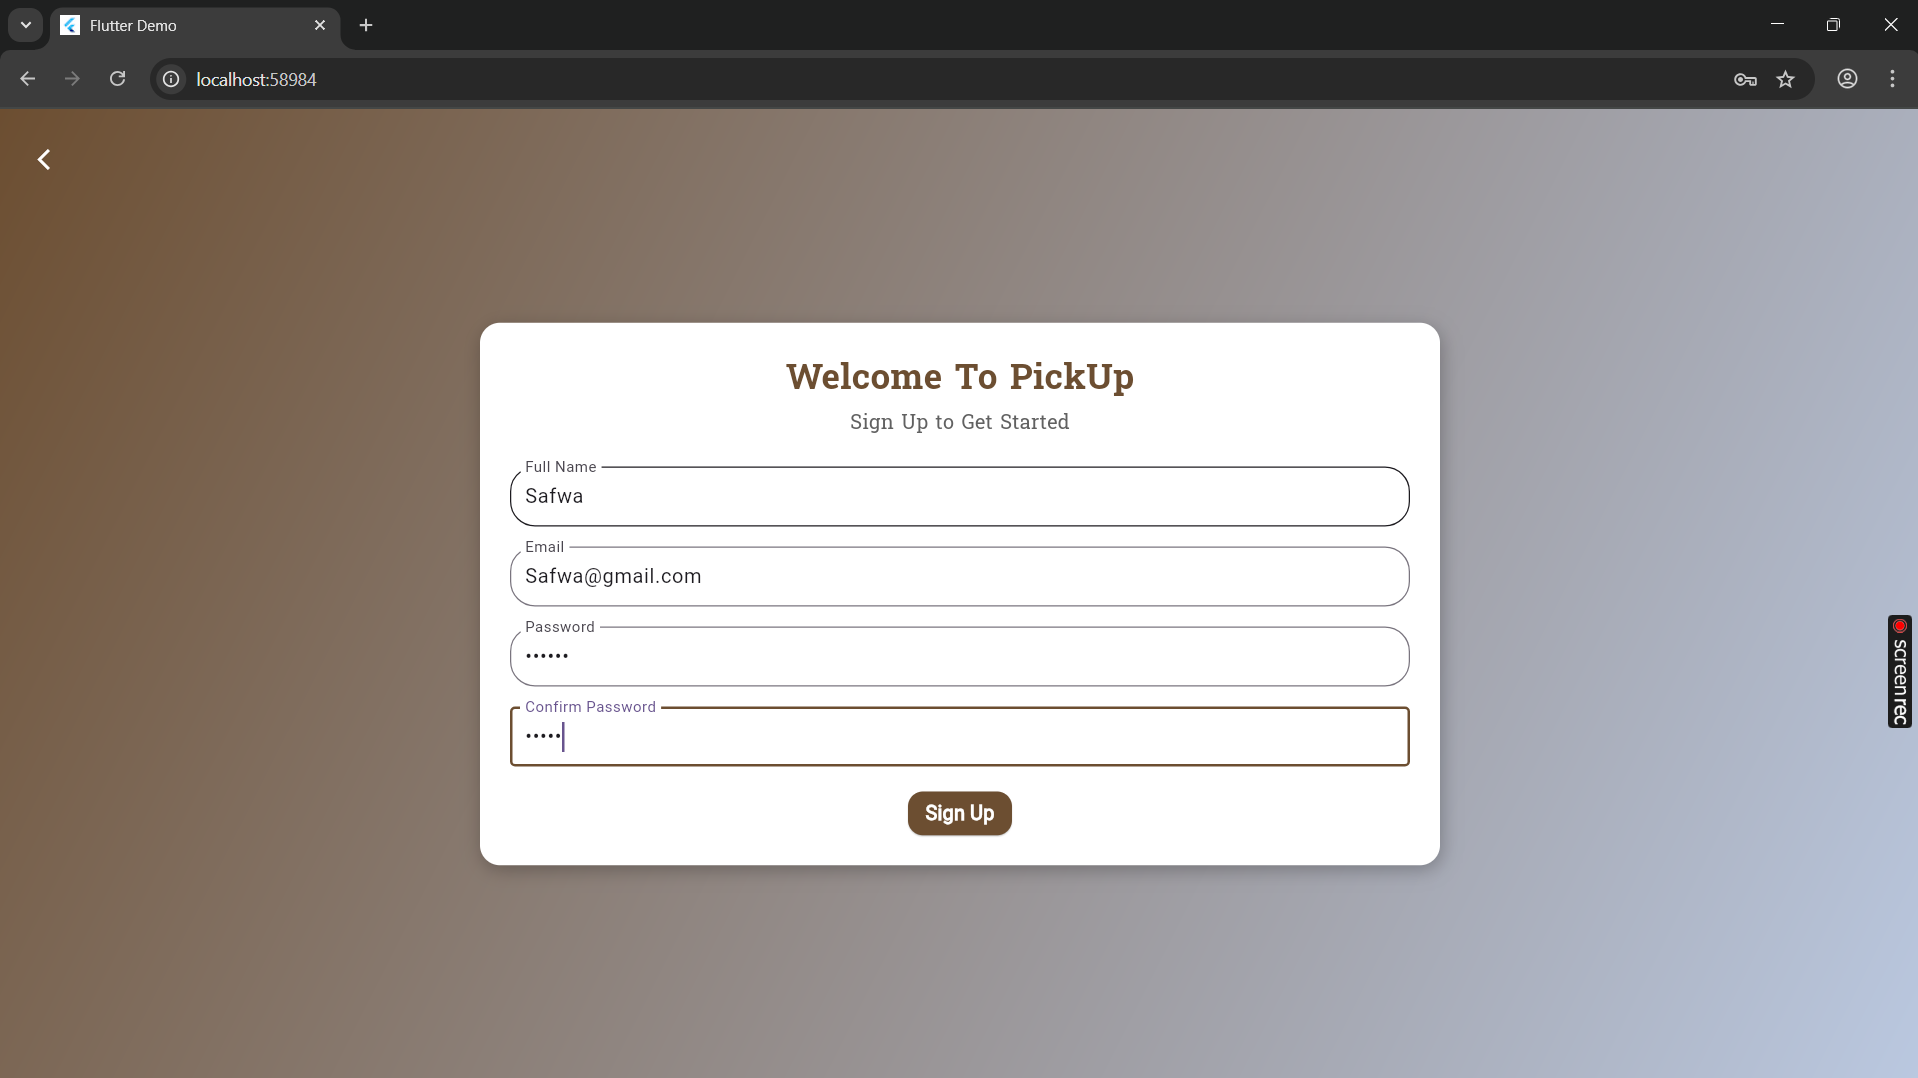 Flutter Demo
localhost:58984
Welcome To PickUp
Sign Up to Get Started
Full Name
Safwa
Email
Safwa@gmail.com
Password
••••••
Confirm Password
•••••
Sign Up
screenrec